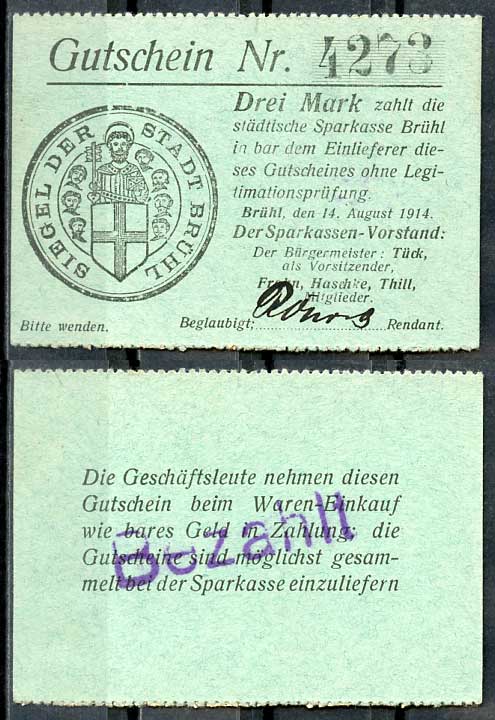 Gutschein Nr. 4273
SIEGEL DER STADT BRÜHL
Drei Mark zahlt die
städtische Sparkasse Brühl
in bar dem Einlieferer die-
ses Gutscheines ohne Legi-
timationsprüfung.
Brühl, den 14. August 1914.
Der Sparkassen-Vorstand:
Der Bürgermeister: Tück,
als Vorsitzender,
Haschke, Thill,
Mitglieder.
Bitte wenden.
Beglaubigt; Rendant.
Die Geschäftsleute nehmen diesen
Gutschein beim Waren-Einkauf
wie bares Geld in Zahlung; die
Gutscheine sind möglichst gesam-
melt bei der Sparkasse einzuliefern
Bezahlt